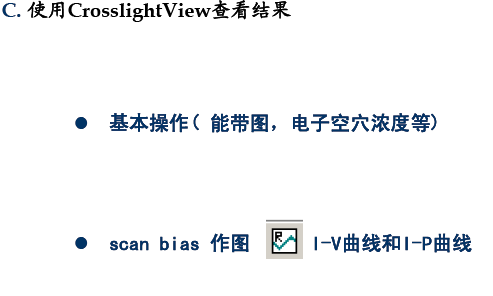 C. 使用CrosslightView查看结果
● 基本操作( 能带图，电子空穴浓度等)
● scan bias 作图 R I-V曲线和I-P曲线